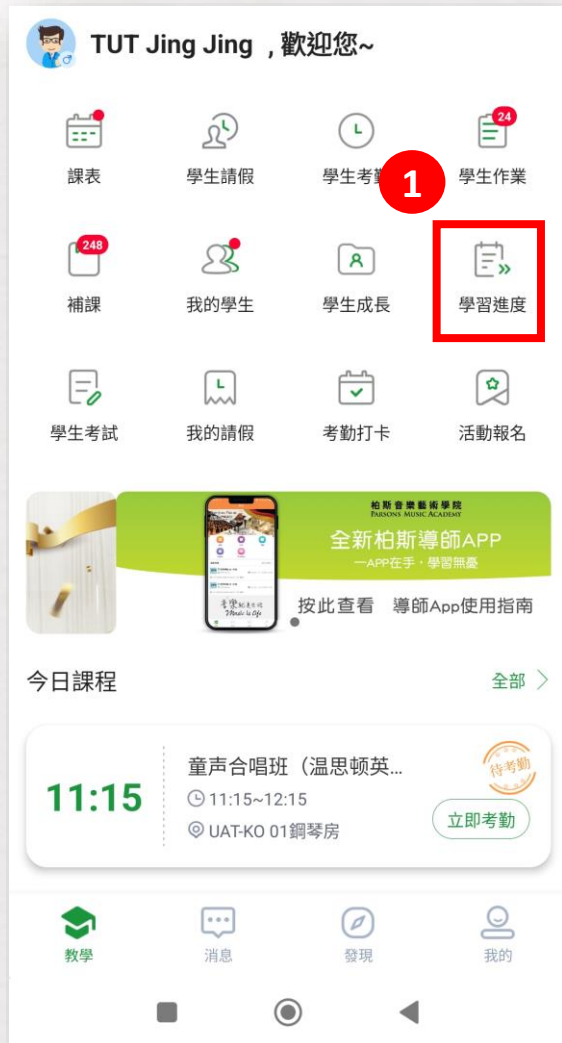 TUT Jing Jing , 歡迎您~
24
課表
學生請假
學生考勤
學生作業
1
248
補課
我的學生
學生成長
學習進度
學生考試
我的請假
考勤打卡
活動報名
柏斯音樂藝術學院
PARSONS MUSIC ACADEMY
全新柏斯導師APP
一APP在手，學習無憂
Music is life
按此查看 導師App使用指南
今日課程
全部
童声合唱班（温思顿英...
待考勤
11:15
11:15~12:15
立即考勤
UAT-KO 01鋼琴房
教學
消息
發現
我的